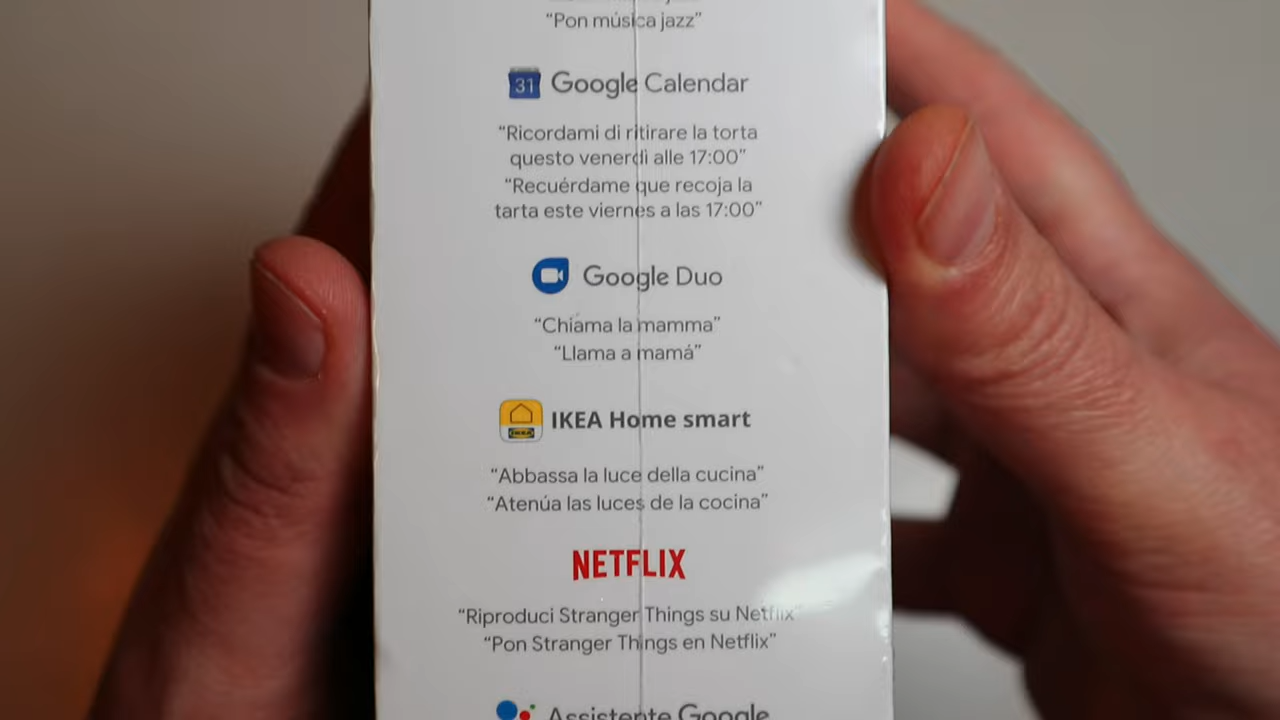 “Pon música jazz”
31 Google Calendar
“Ricordami di ritirare la torta
questo venerdì alle 17:00”
“Recuérdame que recoja la
tarta este viernes a las 17:00”
Google Duo
“Chiama la mamma”
“Llama a mamá”
IKEA Home smart
IKEA
“Abbassa la luce della cucina”
“Atenúa las luces de la cocina”
NETFLIX
“Riproduci Stranger Things su Netflix”
“Pon Stranger Things en Netflix”
Assistente Google